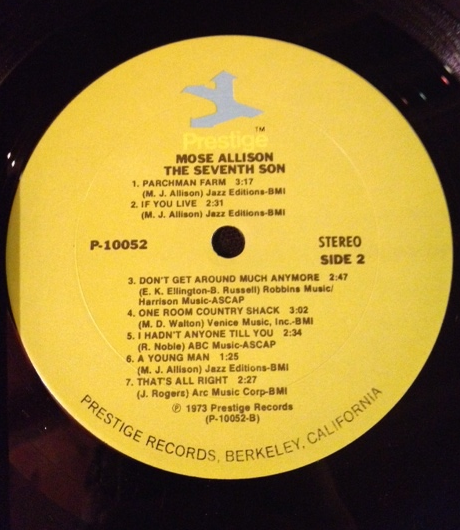 Prestige™
MOSE ALLISON
THE SEVENTH SON
1. PARCHMAN FARM 3:17
(M. J. Allison) Jazz Editions-BMI
2. IF YOU LIVE 2:31
(M. J. Allison) Jazz Editions-BMI
P-10052
STEREO
SIDE 2
3. DON'T GET AROUND MUCH ANYMORE 2:47
(E. K. Ellington-B. Russell) Robbins Music/
Harrison Music-ASCAP
4. ONE ROOM COUNTRY SHACK 3:02
(M. D. Walton) Venice Music, Inc.-BMI
5. I HADN'T ANYONE TILL YOU 2:34
(R. Noble) ABC Music-ASCAP
6. A YOUNG MAN 1:25
(M. J. Allison) Jazz Editions-BMI
7. THAT'S ALL RIGHT 2:27
(J. Rogers) Arc Music Corp-BMI
℗ 1973 Prestige Records
(P-10052-B)
PRESTIGE RECORDS, BERKELEY, CALIFORNIA